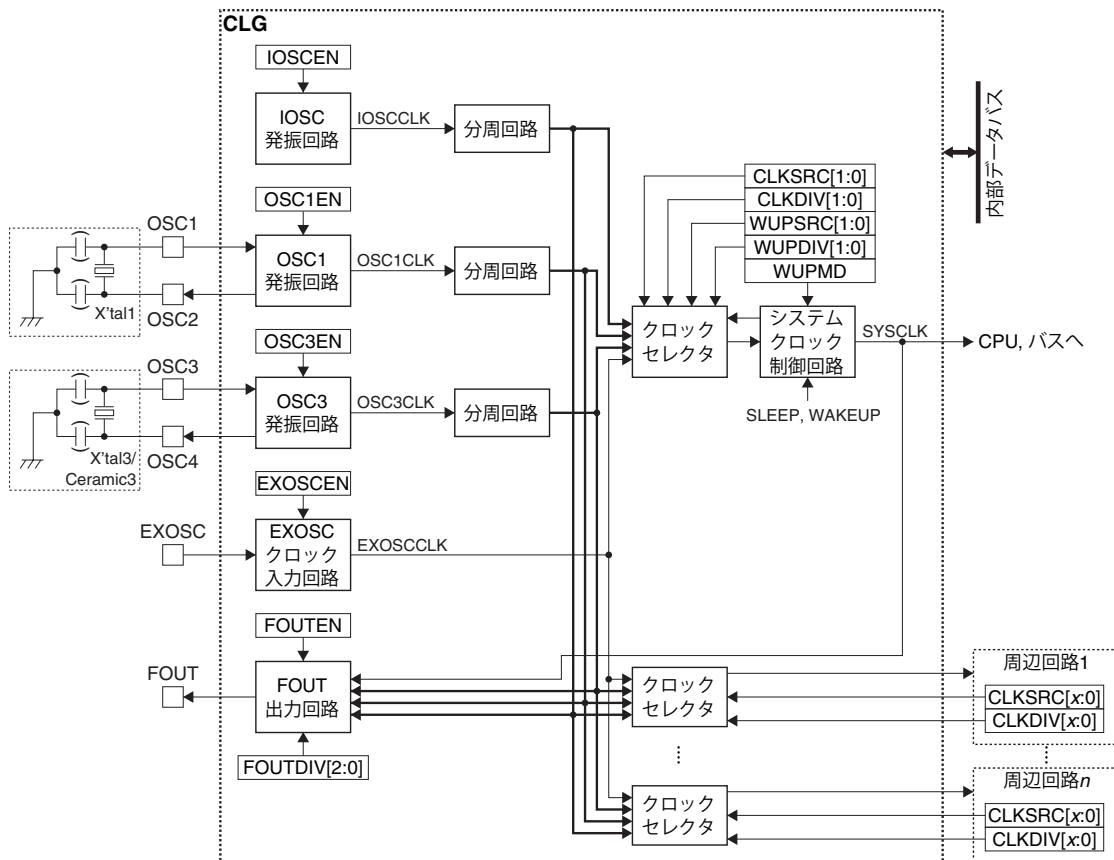 CLG
IOSCEN
IOSC
発振回路
IOSCCLK
分周回路
内部データバス
OSC1EN
OSC1
発振回路
OSC1CLK
分周回路
OSC1
OSC2
X'tal1
CLKSRC[1:0]
CLKDIV[1:0]
WUPSRC[1:0]
WUPDIV[1:0]
WUPMD
クロック
セレクタ
システム
クロック
制御回路
SYSCLK
CPU, バスへ
SLEEP, WAKEUP
OSC3EN
OSC3
発振回路
OSC3CLK
分周回路
OSC3
OSC4
X'tal3/
Ceramic3
EXOSCEN
EXOSC
EXOSC
クロック
入力回路
EXOSCCLK
FOUTEN
FOUT
FOUT
出力回路
FOUTDIV[2:0]
クロック
セレクタ
周辺回路1
CLKSRC[x:0]
CLKDIV[x:0]
クロック
セレクタ
周辺回路n
CLKSRC[x:0]
CLKDIV[x:0]